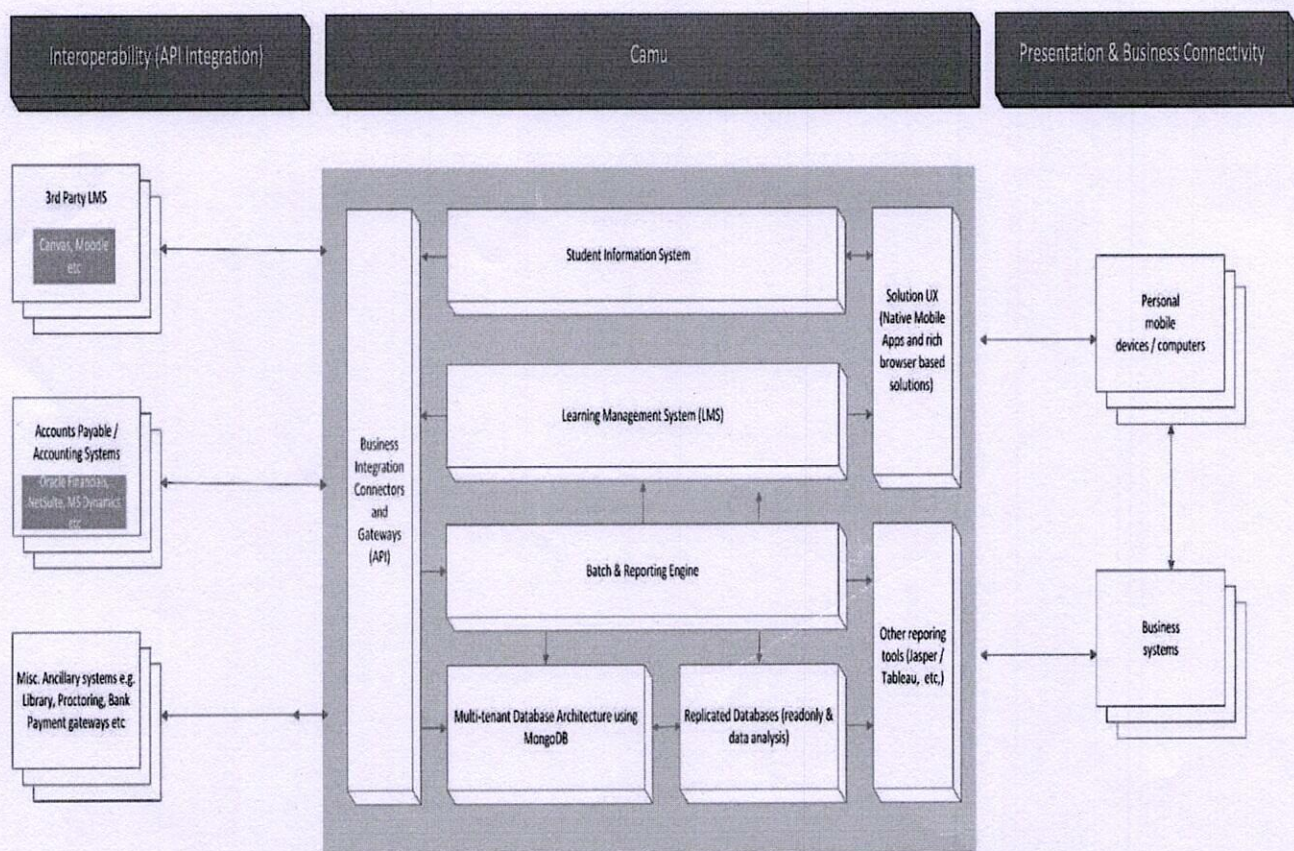 Interoperability (API Integration)
Camu
Presentation & Business Connectivity
3rd Party LMS
Canvas, Moodle
etc
Accounts Payable /
Accounting Systems
Oracle Financials,
NetSuite, MS Dynamics
etc
Misc. Ancillary systems e.g.
Library, Proctoring, Bank
Payment gateways etc
Business
Integration
Connectors
and
Gateways
(API)
Student Information System
Learning Management System (LMS)
Batch & Reporting Engine
Multi-tenant Database Architecture using
MongoDB
Replicated Databases (readonly &
data analysis)
Solution UX
(Native Mobile
Apps and rich
browser based
solutions)
Other reporing
tools (Jasper /
Tableau, etc,)
Personal
mobile
devices / computers
Business
systems